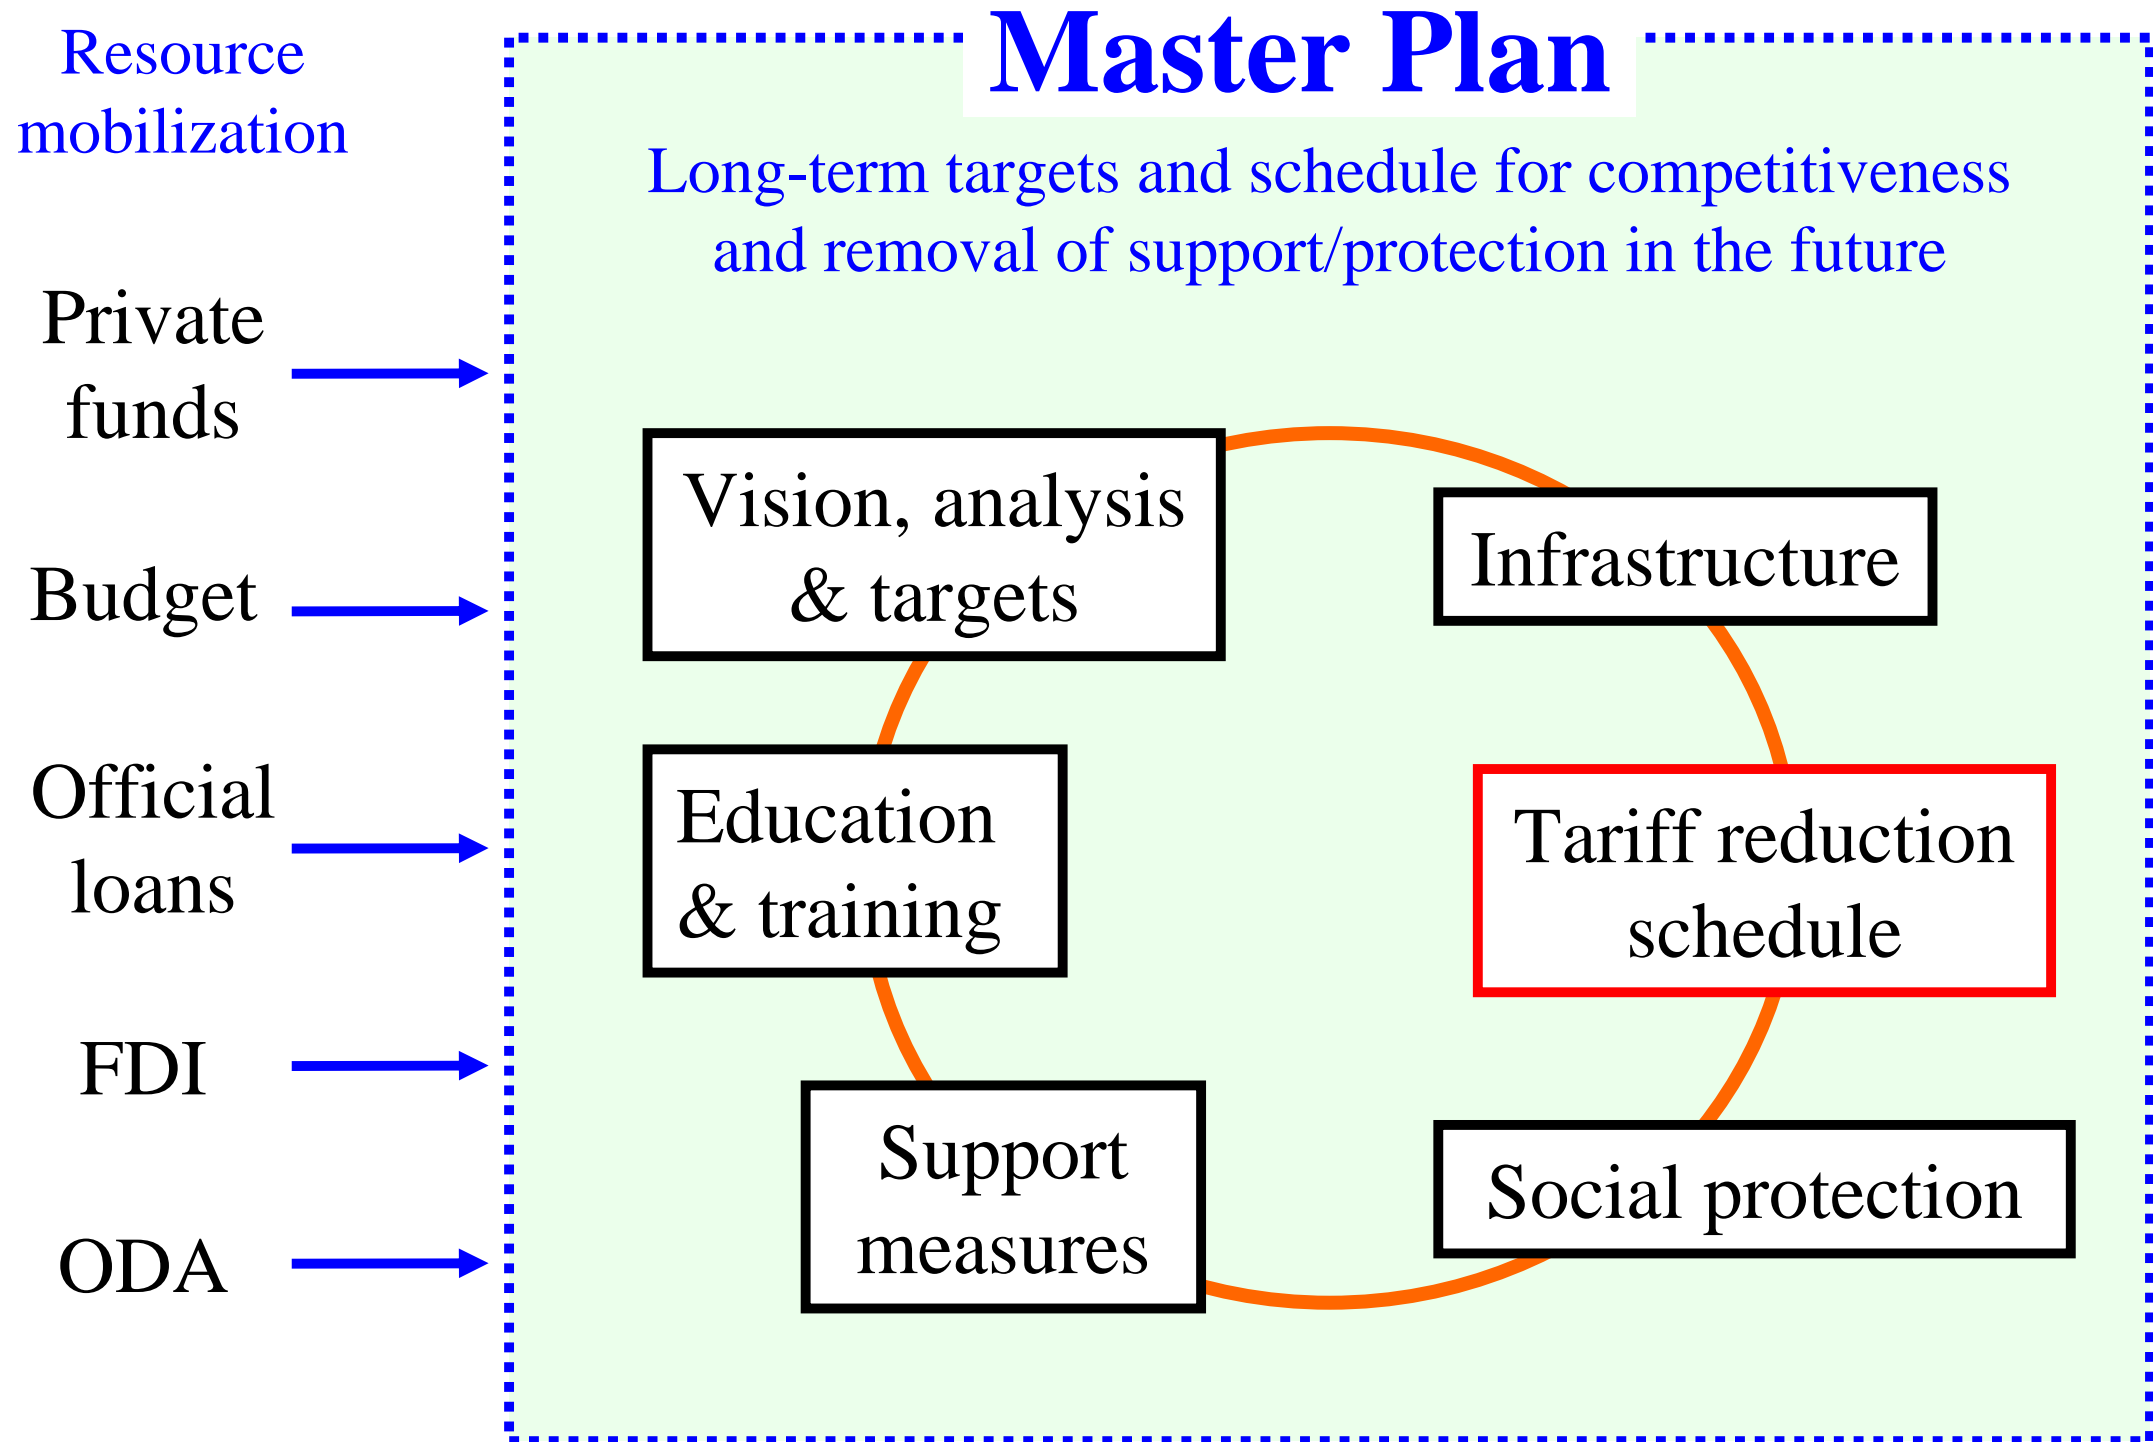 Resource
mobilization
Private
funds
Budget
Official
loans
FDI
ODA
Master Plan
Long-term targets and schedule for competitiveness
and removal of support/protection in the future
Vision, analysis
& targets
Infrastructure
Education
& training
Tariff reduction
schedule
Support
measures
Social protection